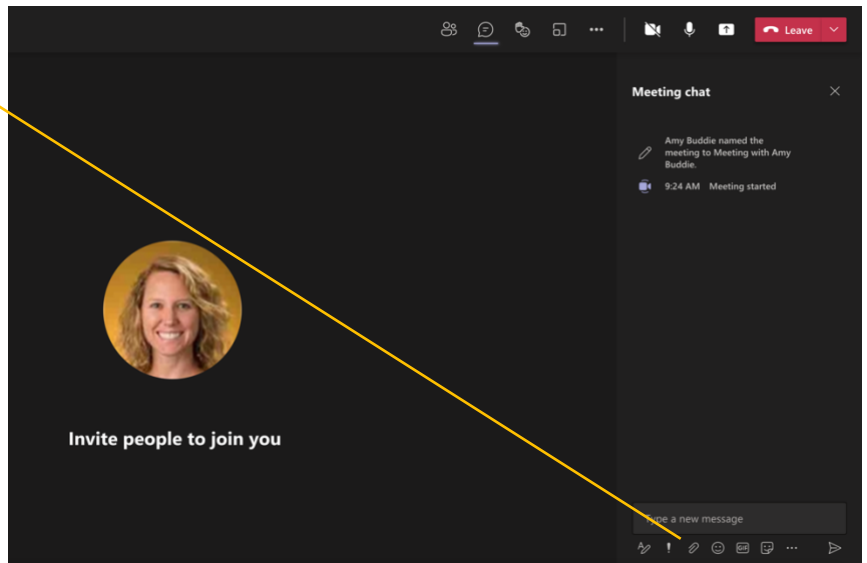 Leave
Meeting chat
Amy Buddie named the
meeting to Meeting with Amy
Buddie.
9:24 AM Meeting started
Invite people to join you
Type a new message
GIF